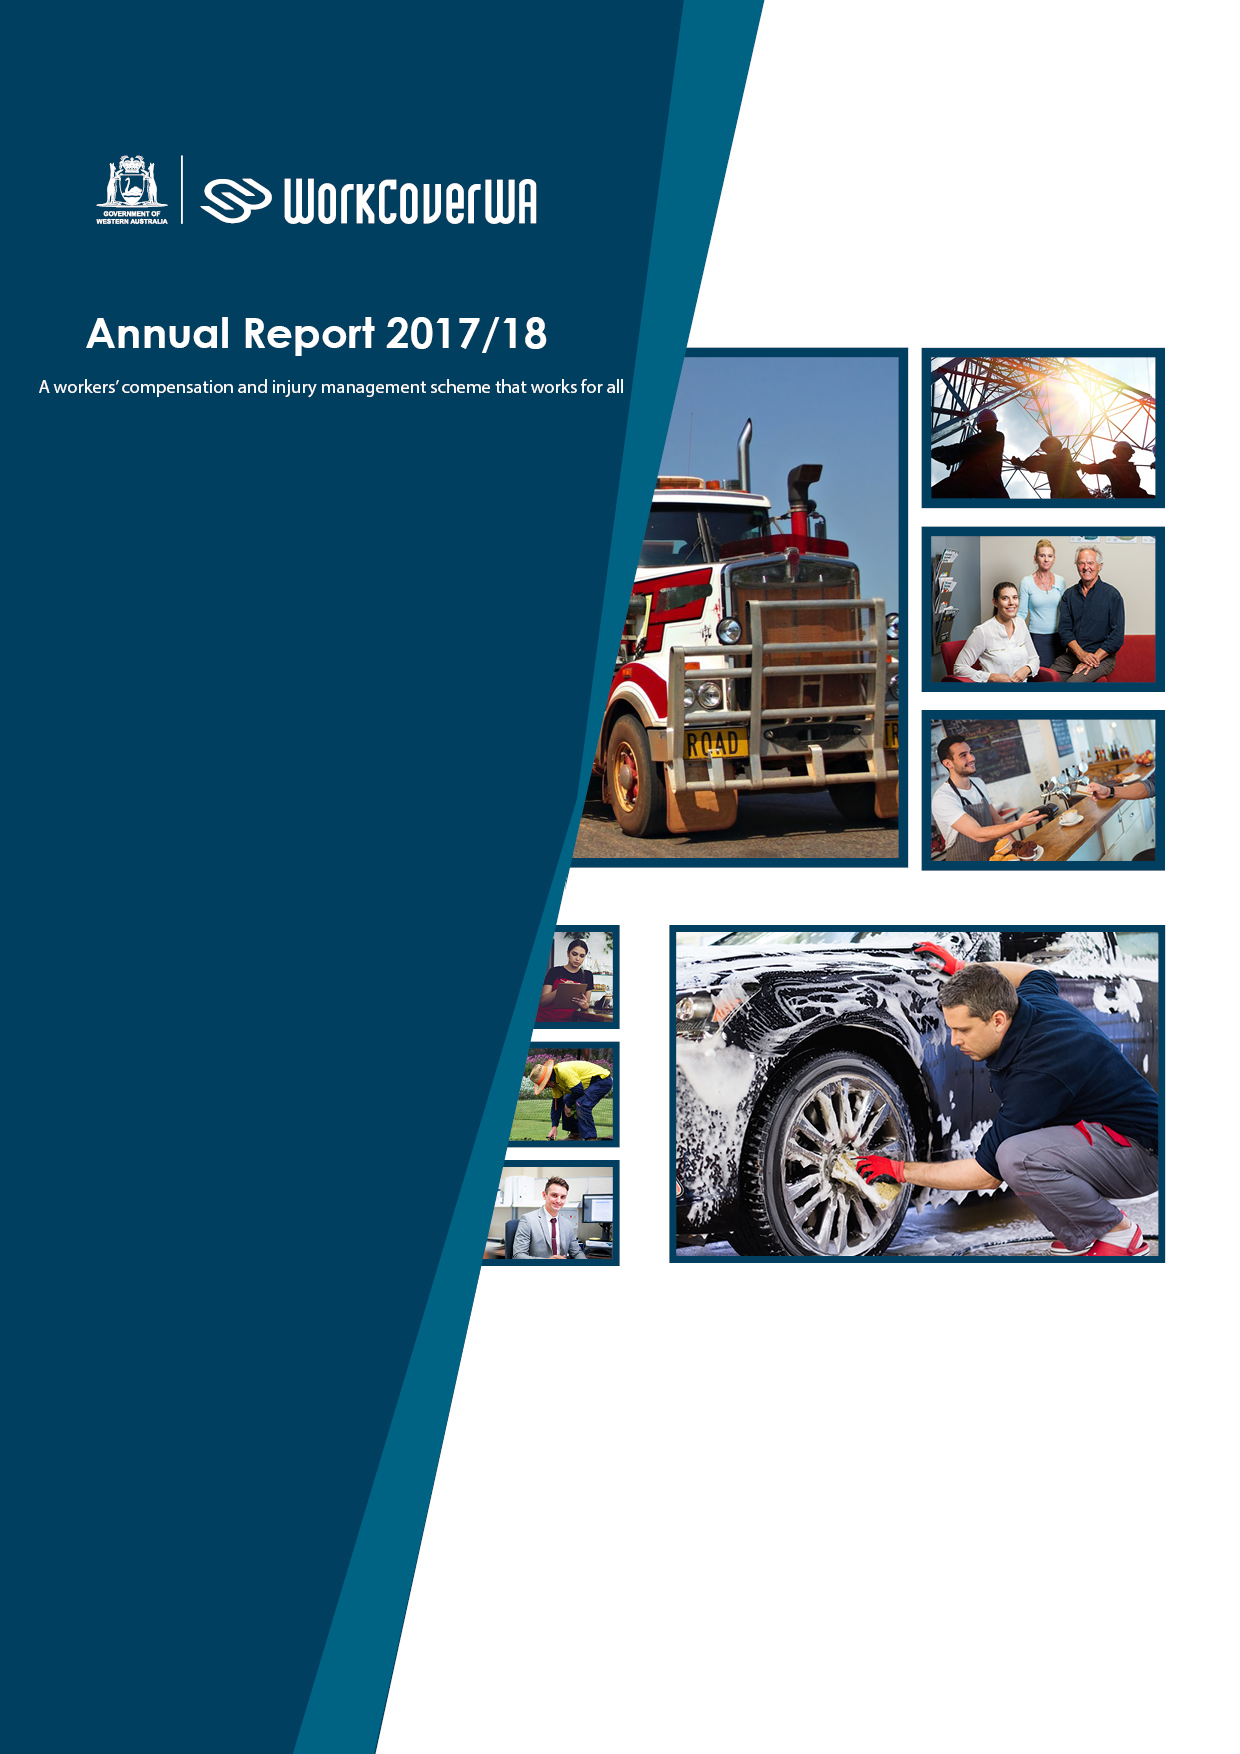 GOVERNMENT OF
WESTERN AUSTRALIA
WorkCoverWA
Annual Report 2017/18
A workers’ compensation and injury management scheme that works for all
ROAD
TR